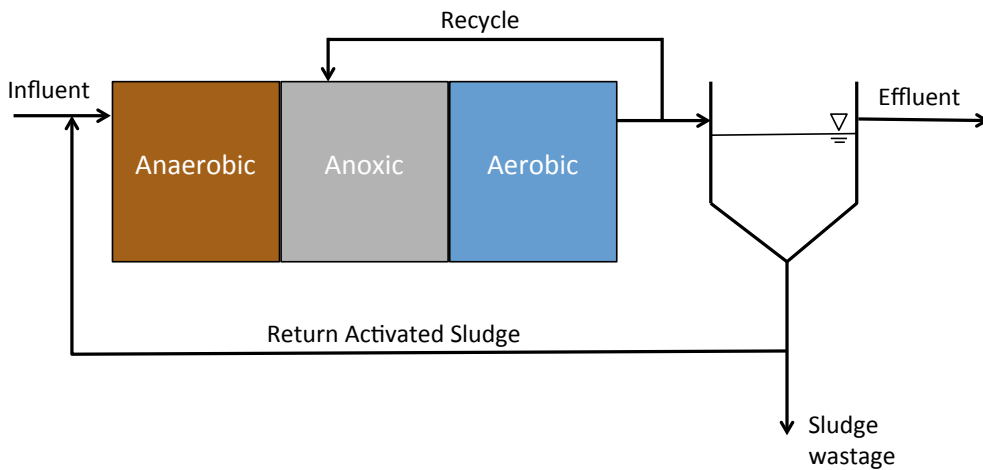 Recycle
Influent
Effluent
Anaerobic
Anoxic
Aerobic
Return Activated Sludge
Sludge
wastage